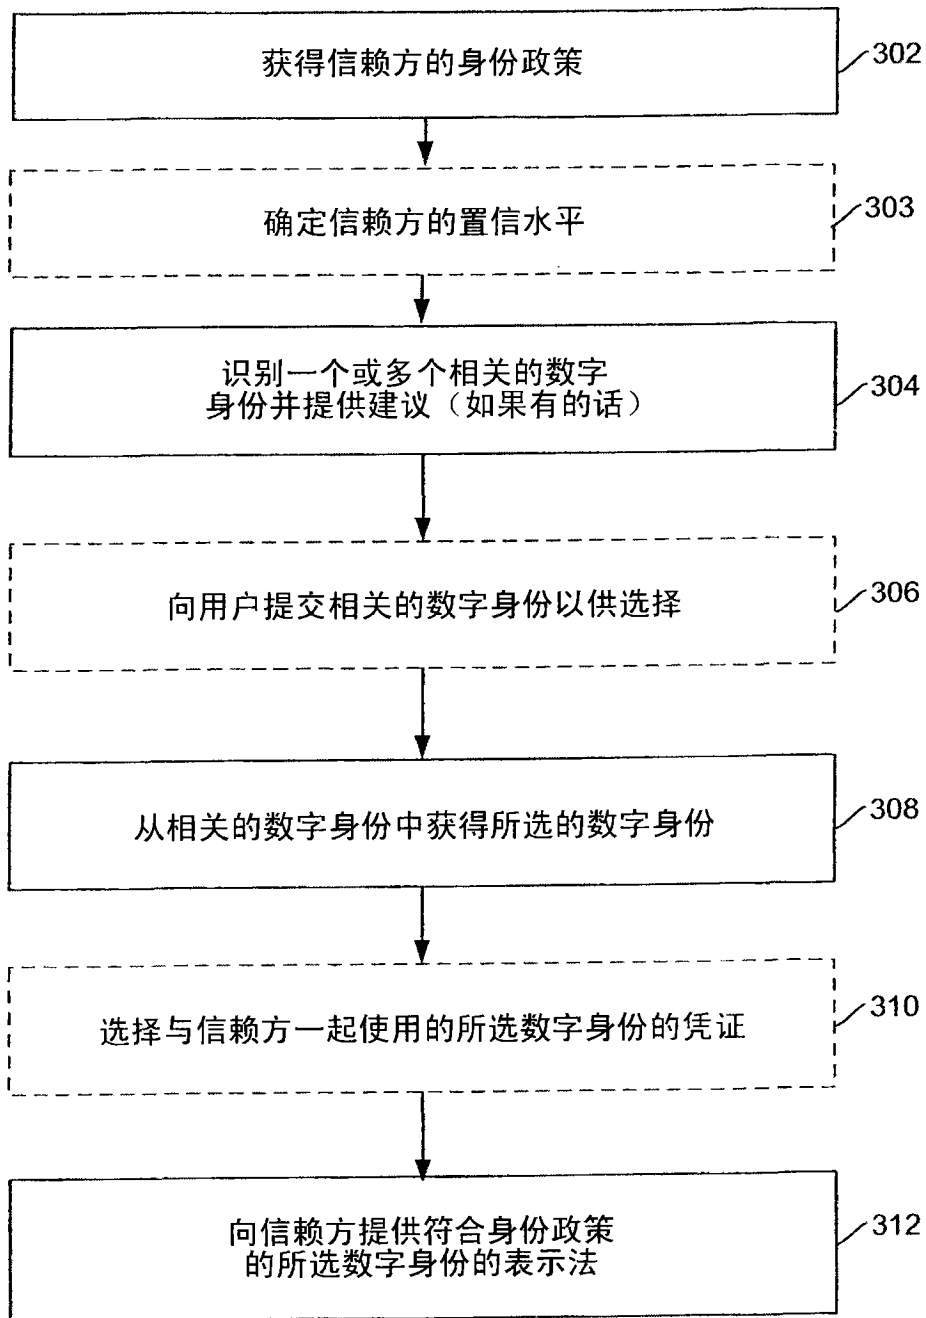 获得信赖方的身份政策
302
确定信赖方的置信水平
303
识别一个或多个相关的数字
身份并提供建议（如果有的话）
304
向用户提交相关的数字身份以供选择
306
从相关的数字身份中获得所选的数字身份
308
选择与信赖方一起使用的所选数字身份的凭证
310
向信赖方提供符合身份政策
的所选数字身份的表示法
312